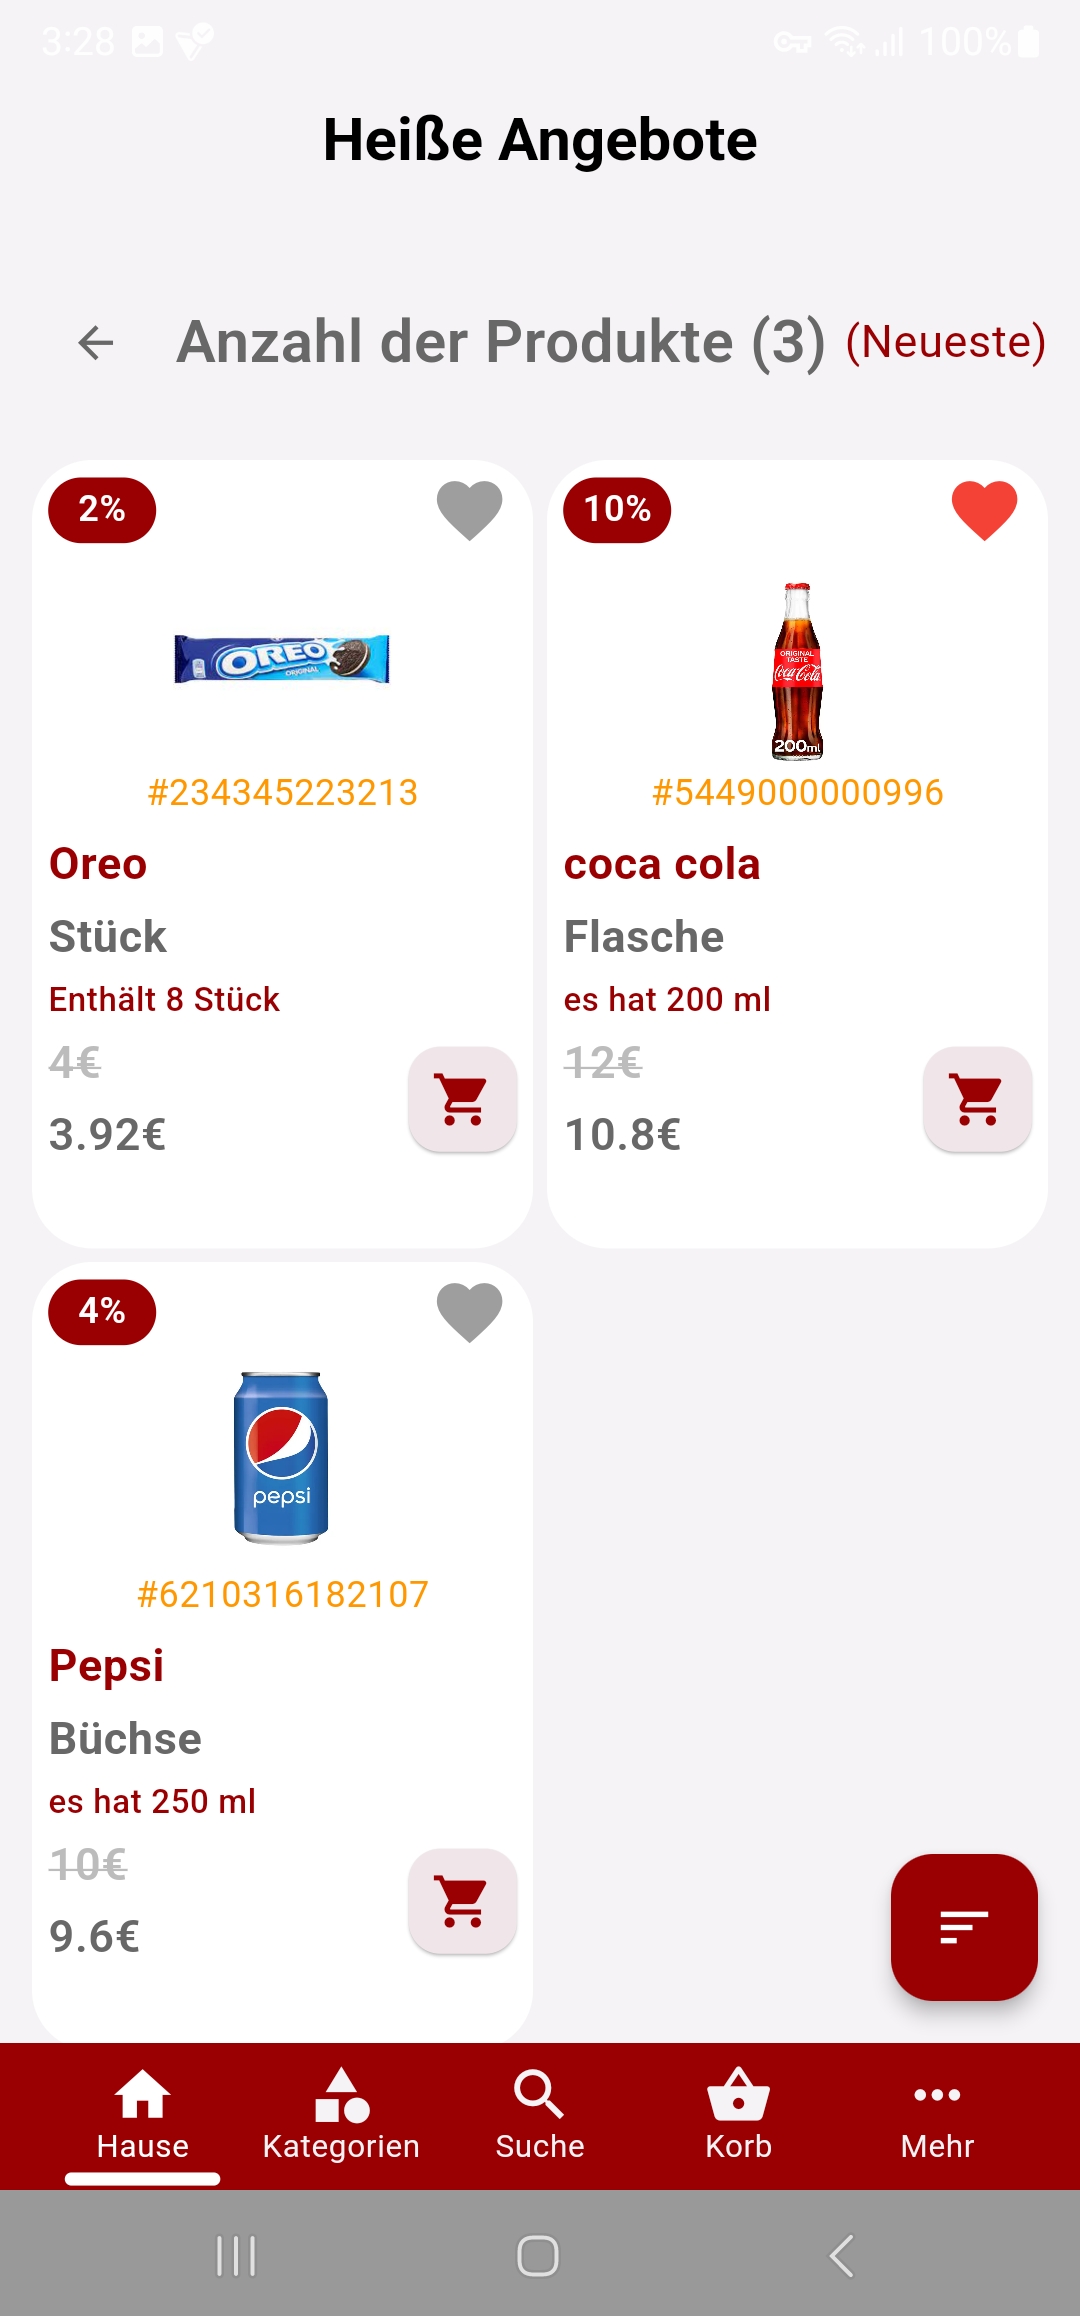 3:28
100%
Heiße Angebote
Anzahl der Produkte (3) (Neueste)
2%
OREO
ORIGINAL
#234345223213
Oreo
Stück
Enthält 8 Stück
4€
3.92€
10%
ORIGINAL
TASTE
Coca-Cola
200ml
#5449000000996
coca cola
Flasche
es hat 200 ml
12€
10.8€
4%
pepsi
#6210316182107
Pepsi
Büchse
es hat 250 ml
10€
9.6€
Hause
Kategorien
Suche
Korb
Mehr